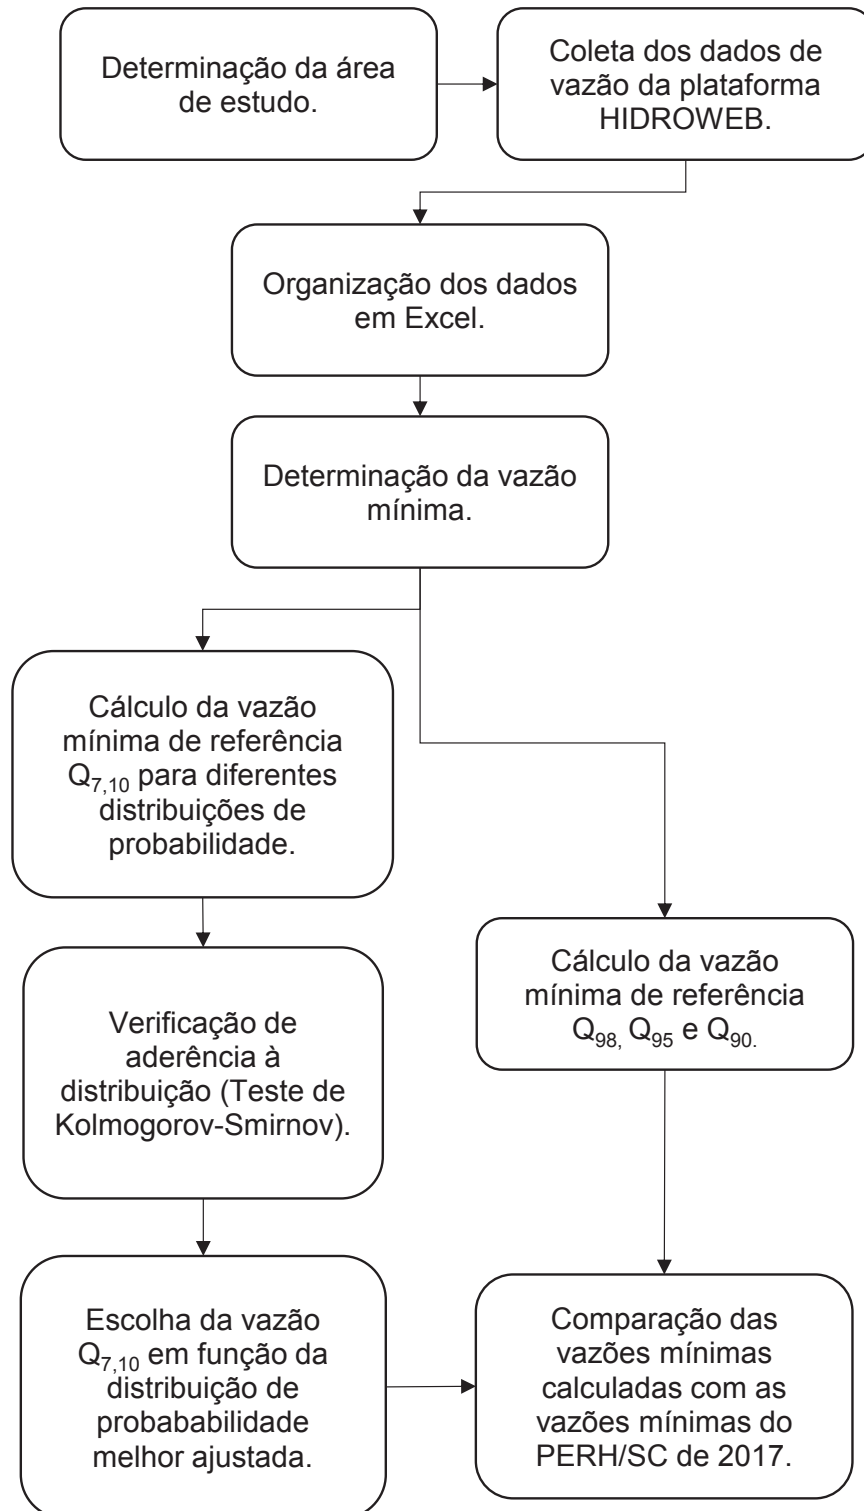 Determinação da área
de estudo.
Coleta dos dados de
vazão da plataforma
HIDROWEB.
Organização dos dados
em Excel.
Determinação da vazão
mínima.
Cálculo da vazão
mínima de referência
Q7,10 para diferentes
distribuições de
probabilidade.
Verificação de
aderência à
distribuição (Teste de
Kolmogorov-Smirnov).
Cálculo da vazão
mínima de referência
Q98, Q95 e Q90.
Escolha da vazão
Q7,10 em função da
distribuição de
probababilidade
melhor ajustada.
Comparação das
vazões mínimas
calculadas com as
vazões mínimas do
PERH/SC de 2017.